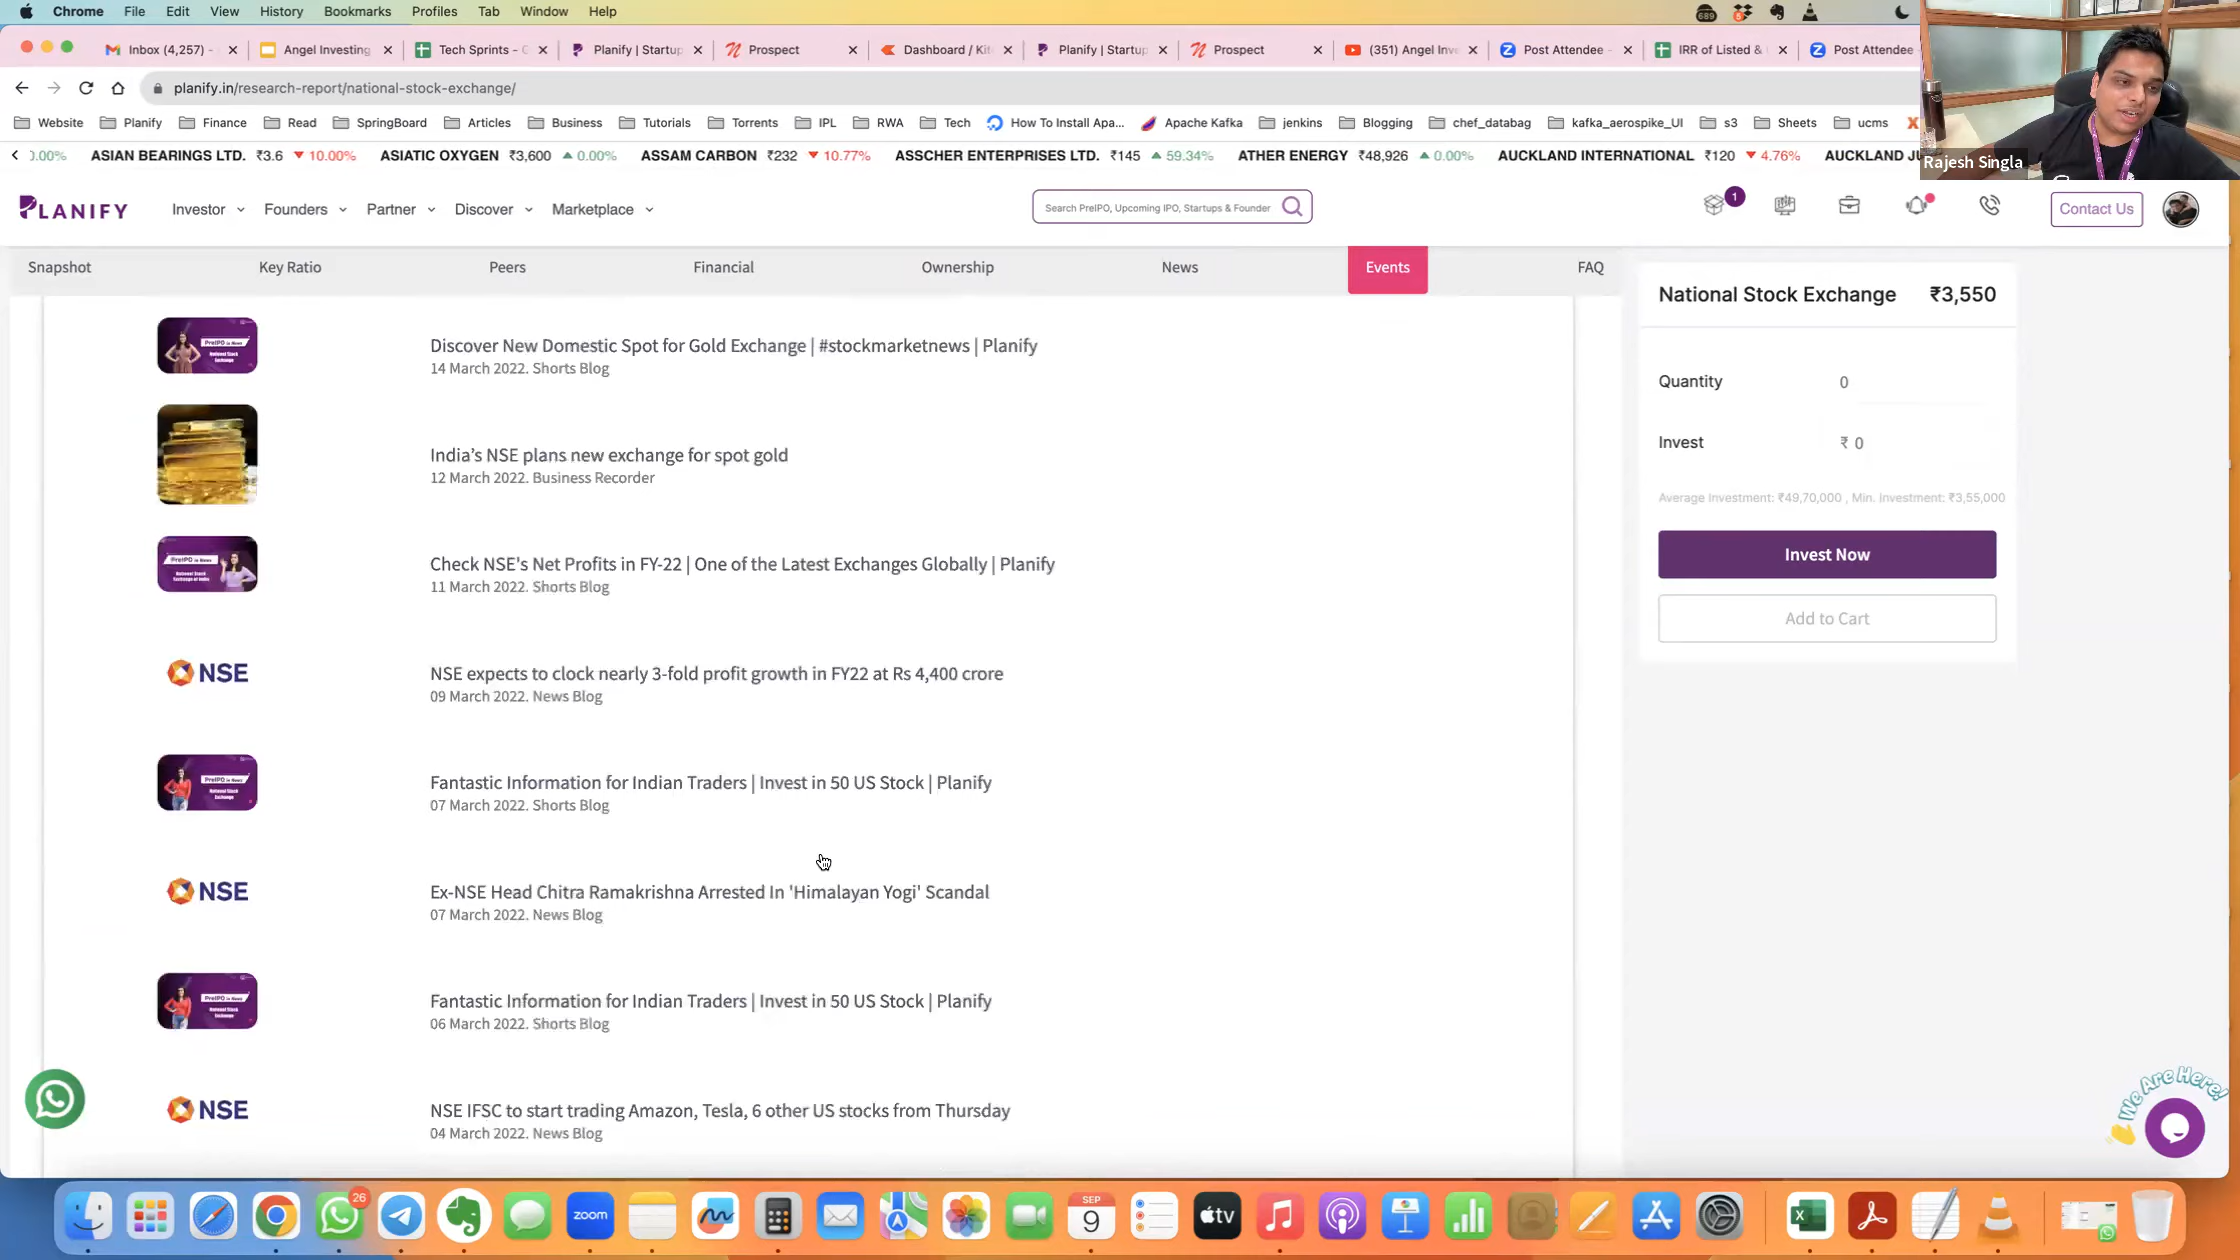 Chrome File Edit View History Bookmarks Profiles Tab Window Help
Inbox (4,257) - Angel Investing Tech Sprints - G Planify | Startup Prospect Dashboard / Kit Planify | Startup Prospect (351) Angel Inve Post Attendee - IRR of Listed & Post Attendee
planify.in/research-report/national-stock-exchange/
Website Planify Finance Read SpringBoard Articles Business Tutorials Torrents IPL RWA Tech How To Install Apa... Apache Kafka jenkins Blogging chef_databag kafka_aerospike_UI s3 Sheets ucms
ASIAN BEARINGS LTD. ₹3.6 ▼ 10.00% ASIATIC OXYGEN ₹3,600 ▲ 0.00% ASSAM CARBON ₹232 ▼ 10.77% ASSCHER ENTERPRISES LTD. ₹145 ▲ 59.34% ATHER ENERGY ₹48,926 ▲ 0.00% AUCKLAND INTERNATIONAL ₹120 ▼ 4.76% AUCKLAND
Rajesh Singla
PLANIFY Investor Founders Partner Discover Marketplace Search PreIPO, Upcoming IPO, Startups & Founder 1 Contact Us
Snapshot Key Ratio Peers Financial Ownership News Events FAQ
National Stock Exchange ₹3,550
Quantity 0
Invest ₹ 0
Average Investment: ₹49,70,000 , Min. Investment: ₹3,55,000
Invest Now
Add to Cart
Discover New Domestic Spot for Gold Exchange | #stockmarketnews | Planify
14 March 2022. Shorts Blog
India’s NSE plans new exchange for spot gold
12 March 2022. Business Recorder
Check NSE's Net Profits in FY-22 | One of the Latest Exchanges Globally | Planify
11 March 2022. Shorts Blog
NSE
NSE expects to clock nearly 3-fold profit growth in FY22 at Rs 4,400 crore
09 March 2022. News Blog
Fantastic Information for Indian Traders | Invest in 50 US Stock | Planify
07 March 2022. Shorts Blog
NSE
Ex-NSE Head Chitra Ramakrishna Arrested In 'Himalayan Yogi' Scandal
07 March 2022. News Blog
Fantastic Information for Indian Traders | Invest in 50 US Stock | Planify
06 March 2022. Shorts Blog
NSE
NSE IFSC to start trading Amazon, Tesla, 6 other US stocks from Thursday
04 March 2022. News Blog
We Are Here!
26
zoom
SEP
9
tv